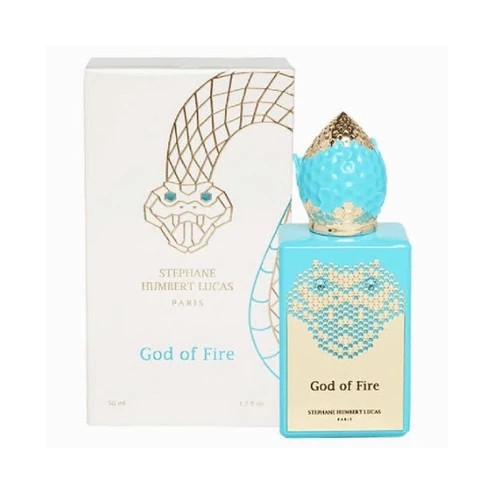 STEPHANE
HUMBERT LUCAS
PARIS
God of Fire
50 ml
1.7 fl oz
God of Fire
STEPHANE HUMBERT LUCAS
PARIS